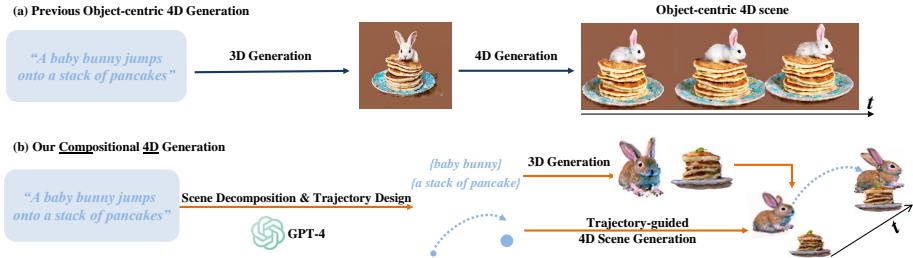 (a) Previous Object-centric 4D Generation
Object-centric 4D scene
“A baby bunny jumps
onto a stack of pancakes”
3D Generation
4D Generation
t
(b) Our Compositional 4D Generation
“A baby bunny jumps
onto a stack of pancakes”
Scene Decomposition & Trajectory Design
GPT-4
{baby bunny}
{a stack of pancake}
3D Generation
Trajectory-guided
4D Scene Generation
t